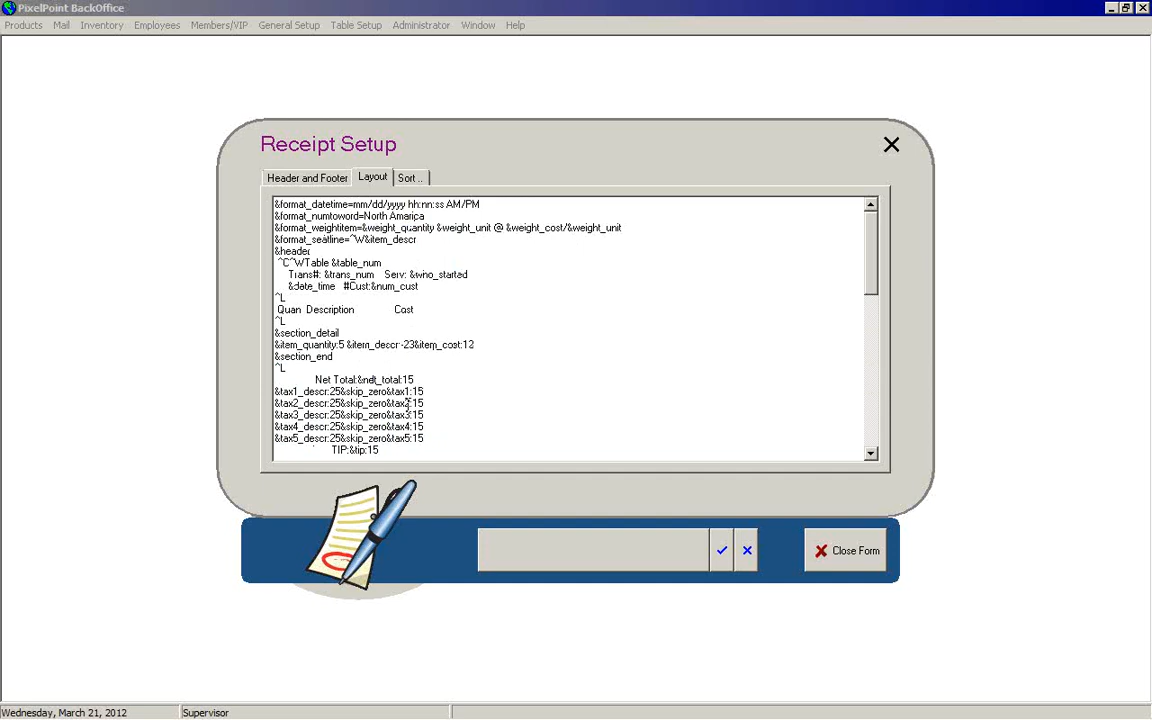 PixelPoint BackOffice
Products Mail Inventory Employees Members/VIP General Setup Table Setup Administrator Window Help
Receipt Setup
Header and Footer Layout Sort ..
&format_datetime=mm/dd/yyyy hh:nn:ss AM/PM
&format_numtoword=North Amarica
&format_weightitem=&weight_quantity &weight_unit @ &weight_cost/&weight_unit
&format_seatline=^W&item_descr
&header
^C^WTable &table_num
Trans#: &trans_num Serv: &who_started
&date_time #Cust:&num_cust
^L
Quan Description Cost
^L
&section_detail
&item_quantity:5 &item_descr:-23&item_cost:12
&section_end
^L
Net Total:&net_total:15
&tax1_descr:25&skip_zero&tax1:15
&tax2_descr:25&skip_zero&tax2:15
&tax3_descr:25&skip_zero&tax3:15
&tax4_descr:25&skip_zero&tax4:15
&tax5_descr:25&skip_zero&tax5:15
TIP:&tip:15
Close Form
Wednesday, March 21, 2012 Supervisor